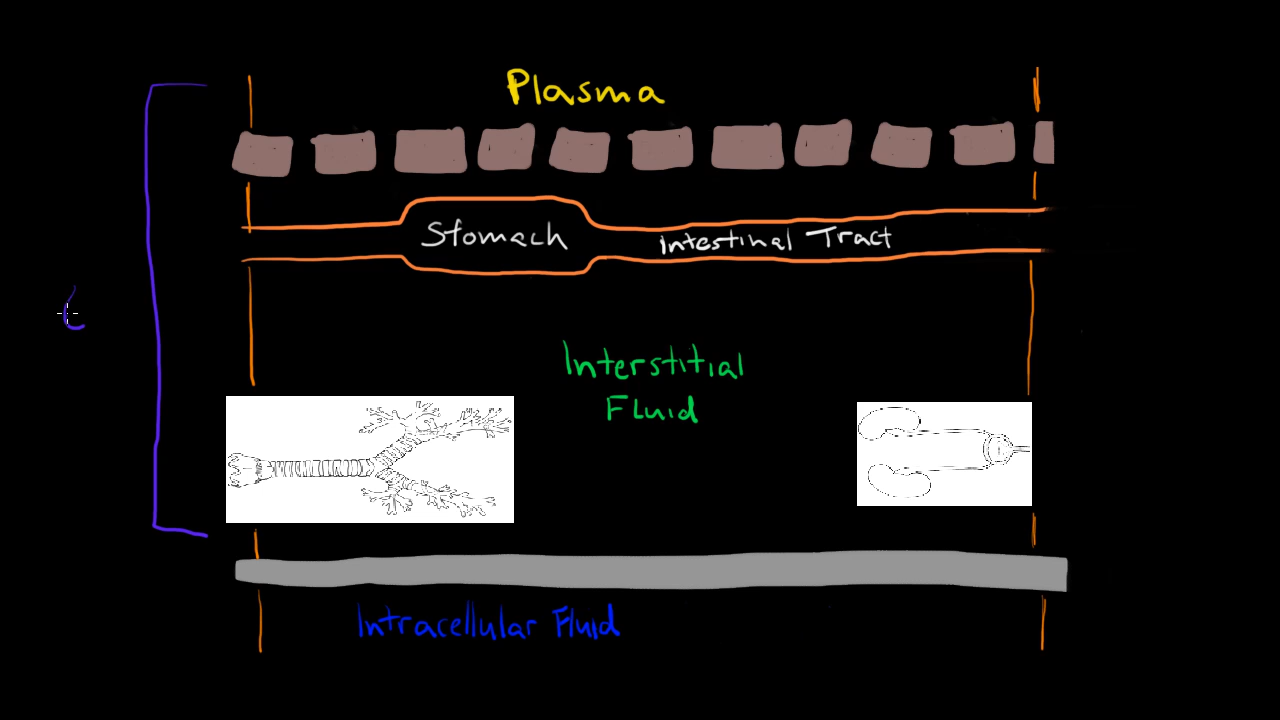 Plasma
Stomach
Intestinal Tract
Interstitial
Fluid
Intracellular Fluid